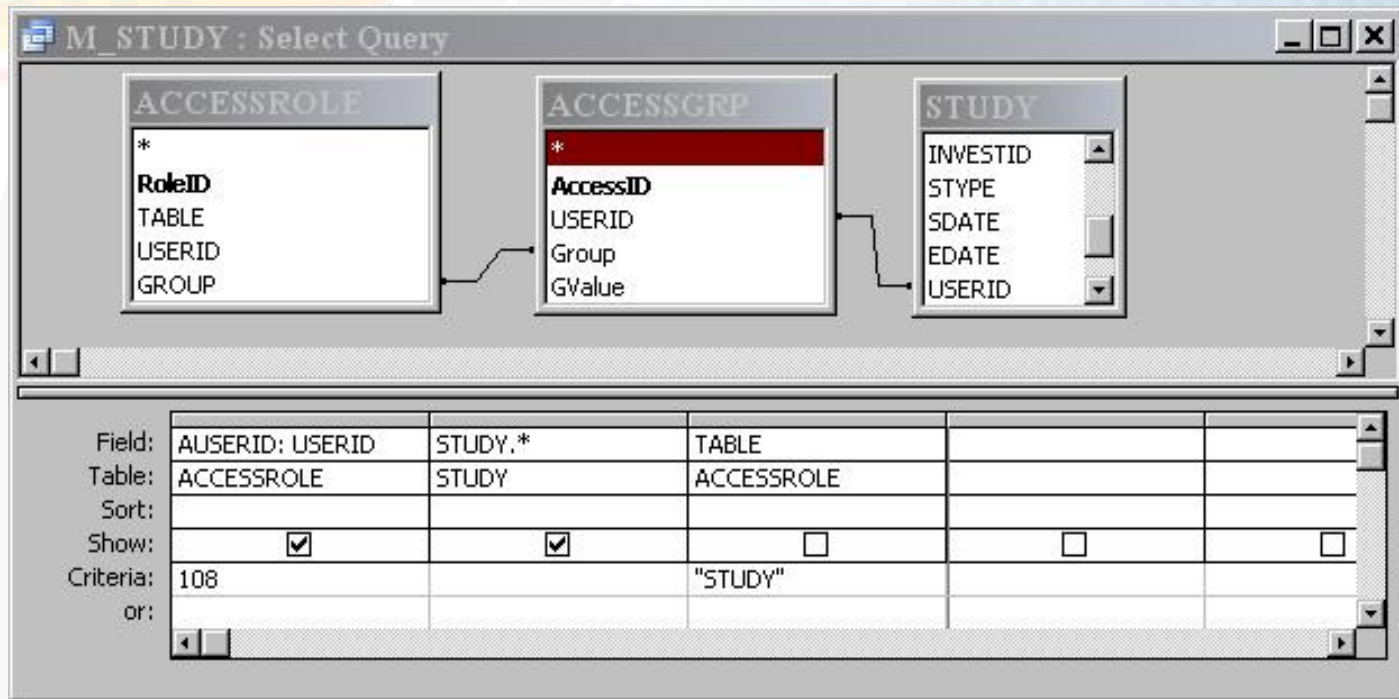 M_STUDY : Select Query
ACCESSROLE
*
RoleID
TABLE
USERID
GROUP
ACCESSGRP
*
AccessID
USERID
Group
GValue
STUDY
INVESTID
STYPE
SDATE
EDATE
USERID
Field: AUSERID: USERID STUDY.* TABLE
Table: ACCESSROLE STUDY ACCESSROLE
Sort:
Show:
Criteria: 108 "STUDY"
or: